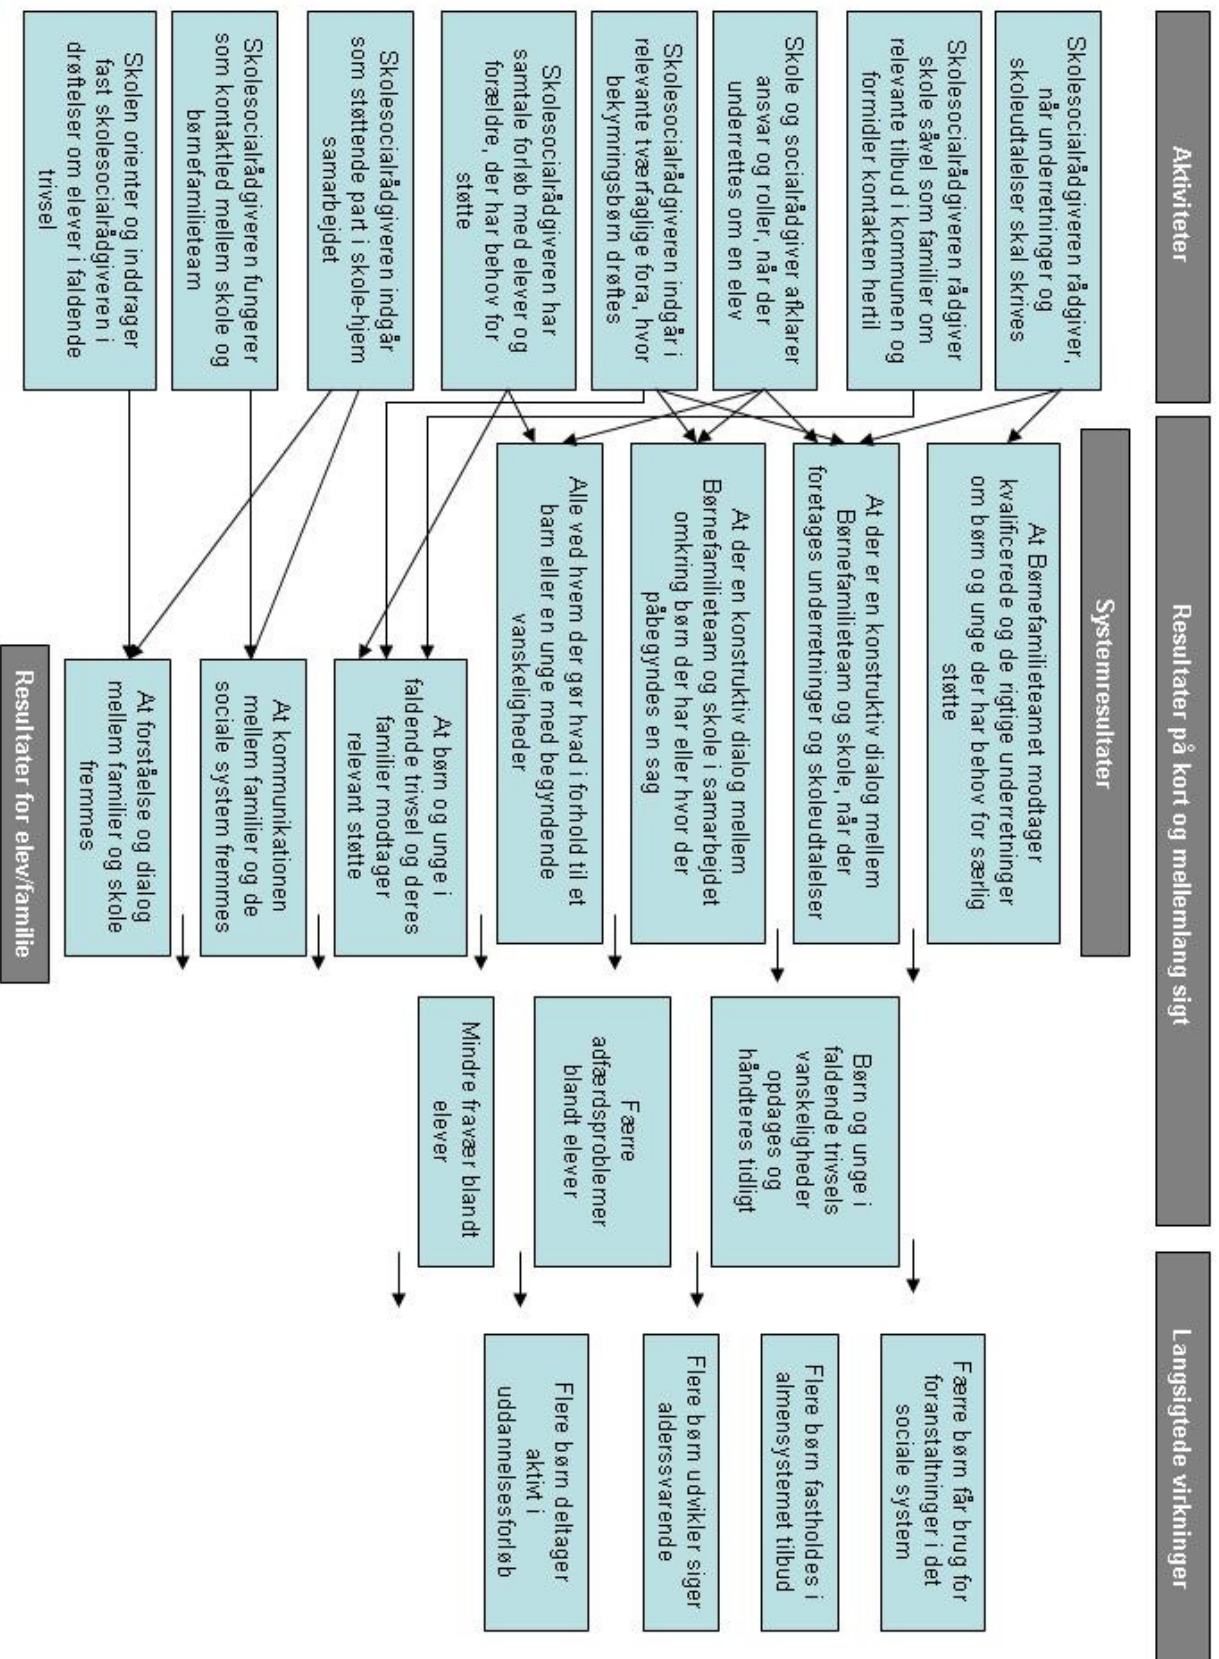 Aktiviteter
Resultater på kort og mellemlang sigt
Langsigtede virkninger
Systemresultater
Skolesocialrådgiveren rådgiver,
når underretninger og
skoleudtalelser skal skrives
Skolesocialrådgiveren rådgiver
skole såvel som familier om
relevante tilbud i kommunen og
formidler kontakten hertil
Skole og socialrådgiver afklarer
ansvar og roller, når der
underrettes om en elev
Skolesocialrådgiveren indgår i
relevante tværfaglige fora, hvor
bekymringsbørn drøftes
Skolesocialrådgiveren har
samtale forløb med elever og
forældre, der har behov for
støtte
Skolesocialrådgiveren indgår
som støttende part i skole-hjem
samarbejdet
Skolesocialrådgiveren fungerer
som kontaktled mellem skole og
børnefamilieteam
Skolen orienter og inddrager
fast skolesocialrådgiveren i
drøftelser om elever i faldende
trivsel
At Børnefamilieteamet modtager
kvalificerede og de rigtige underretninger
om børn og unge der har behov for særlig
støtte
At der er en konstruktiv dialog mellem
Børnefamilieteam og skole, når der
foretages underretninger og skoleudtalelser
At der en konstruktiv dialog mellem
Børnefamilieteam og skole i samarbejdet
omkring børn der har eller hvor der
påbegyndes en sag
Alle ved hvem der gør hvad i forhold til et
barn eller en unge med begyndende
vanskeligheder
At børn og unge i
faldende trivsel og deres
familier modtager
relevant støtte
At kommunikationen
mellem familier og de
sociale system fremmes
At forståelse og dialog
mellem familier og skole
fremmes
Resultater for elev/familie
Børn og unge i
faldende trivsels
vanskeligheder
opdages og
håndteres tidligt
Færre
adfærdsproblemer
blandt elever
Mindre fravær blandt
elever
Færre børn får brug for
foranstaltninger i det
sociale system
Flere børn fastholdes i
almensystemet tilbud
Flere børn udvikler siger
alderssvarende
Flere børn deltager
aktivt i
uddannelsesforløb